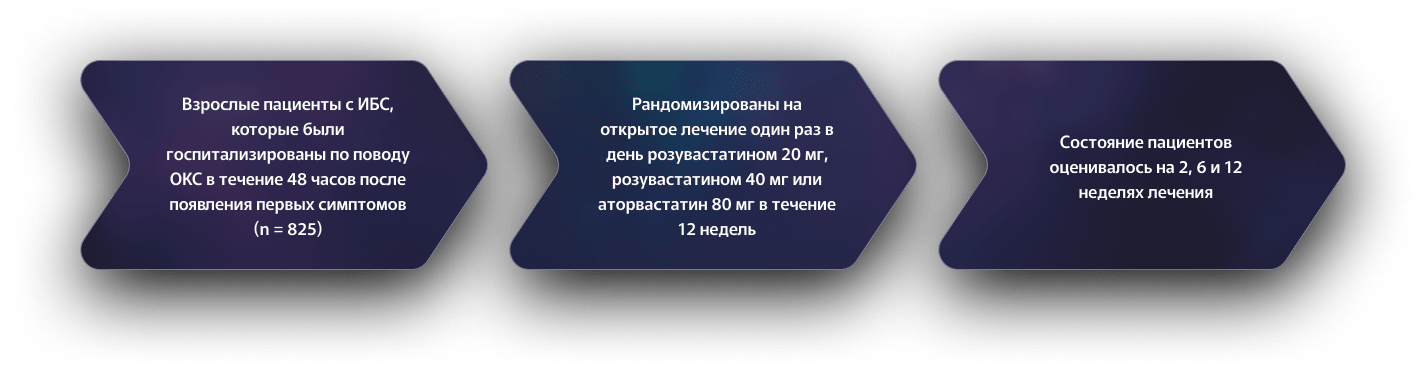 Взрослые пациенты с ИБС,
которые были
госпитализированы по поводу
ОКС в течение 48 часов после
появления первых симптомов
(n = 825)
Рандомизированы на
открытое лечение один раз в
день розувастатином 20 мг,
розувастатином 40 мг или
аторвастатин 80 мг в течение
12 недель
Состояние пациентов
оценивалось на 2, 6 и 12
неделях лечения